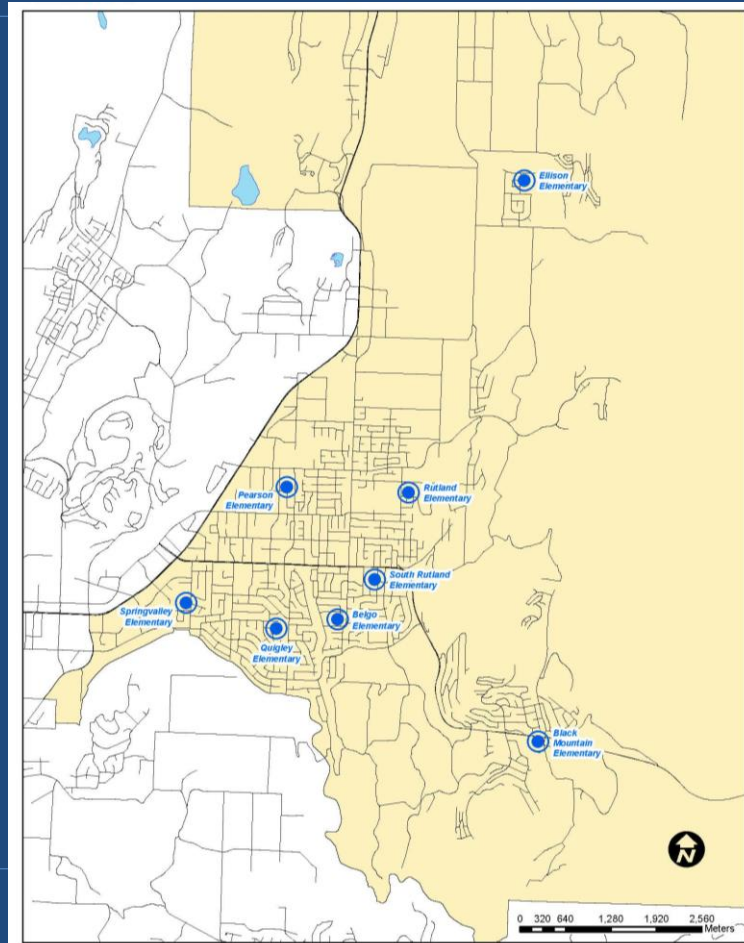 Ellison
Elementary
Pearson
Elementary
Rutland
Elementary
South Rutland
Elementary
Springvalley
Elementary
Belgo
Elementary
Quigley
Elementary
Black
Mountain
Elementary
N
0 320 640 1,280 1,920 2,560
Meters